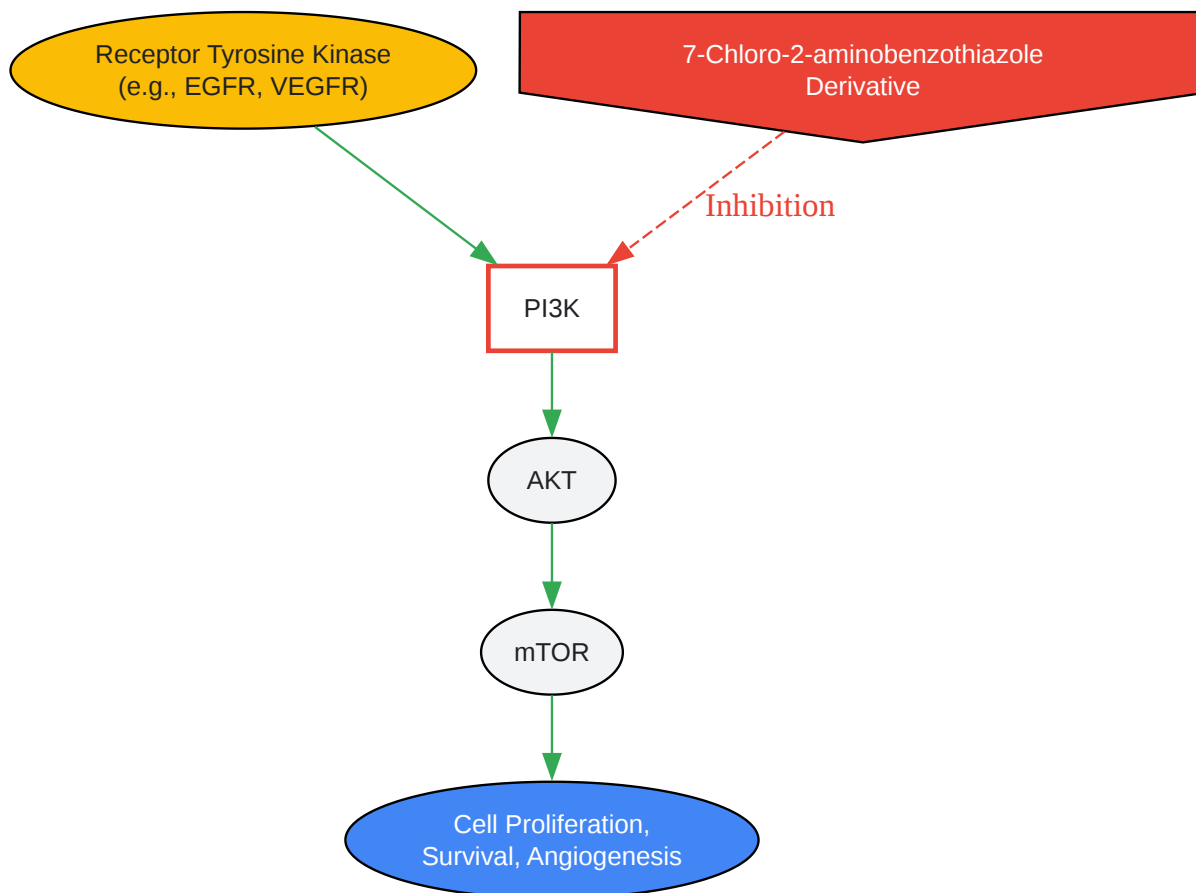 Receptor Tyrosine Kinase
(e.g., EGFR, VEGFR)
7-Chloro-2-aminobenzothiazole
Derivative
Inhibition
PI3K
AKT
mTOR
Cell Proliferation,
Survival, Angiogenesis